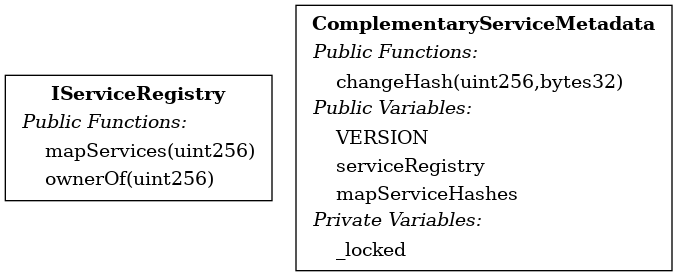 IServiceRegistry
Public Functions:
mapServices(uint256)
ownerOf(uint256)
ComplementaryServiceMetadata
Public Functions:
changeHash(uint256,bytes32)
Public Variables:
VERSION
serviceRegistry
mapServiceHashes
Private Variables:
_locked